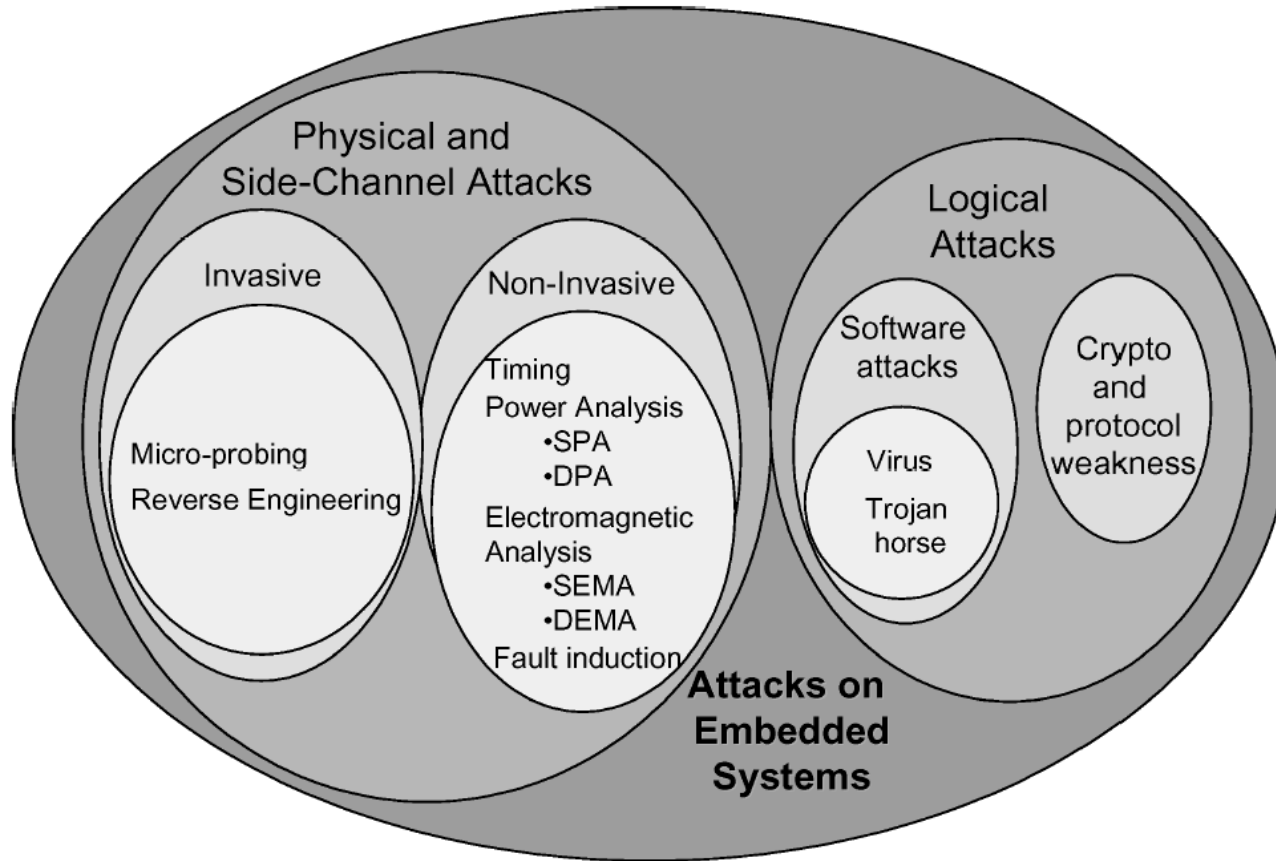 Physical and
Side-Channel Attacks
Invasive
Micro-probing
Reverse Engineering
Non-Invasive
Timing
Power Analysis
•SPA
•DPA
Electromagnetic
Analysis
•SEMA
•DEMA
Fault induction
Logical
Attacks
Software
attacks
Virus
Trojan
horse
Crypto
and
protocol
weakness
Attacks on
Embedded
Systems